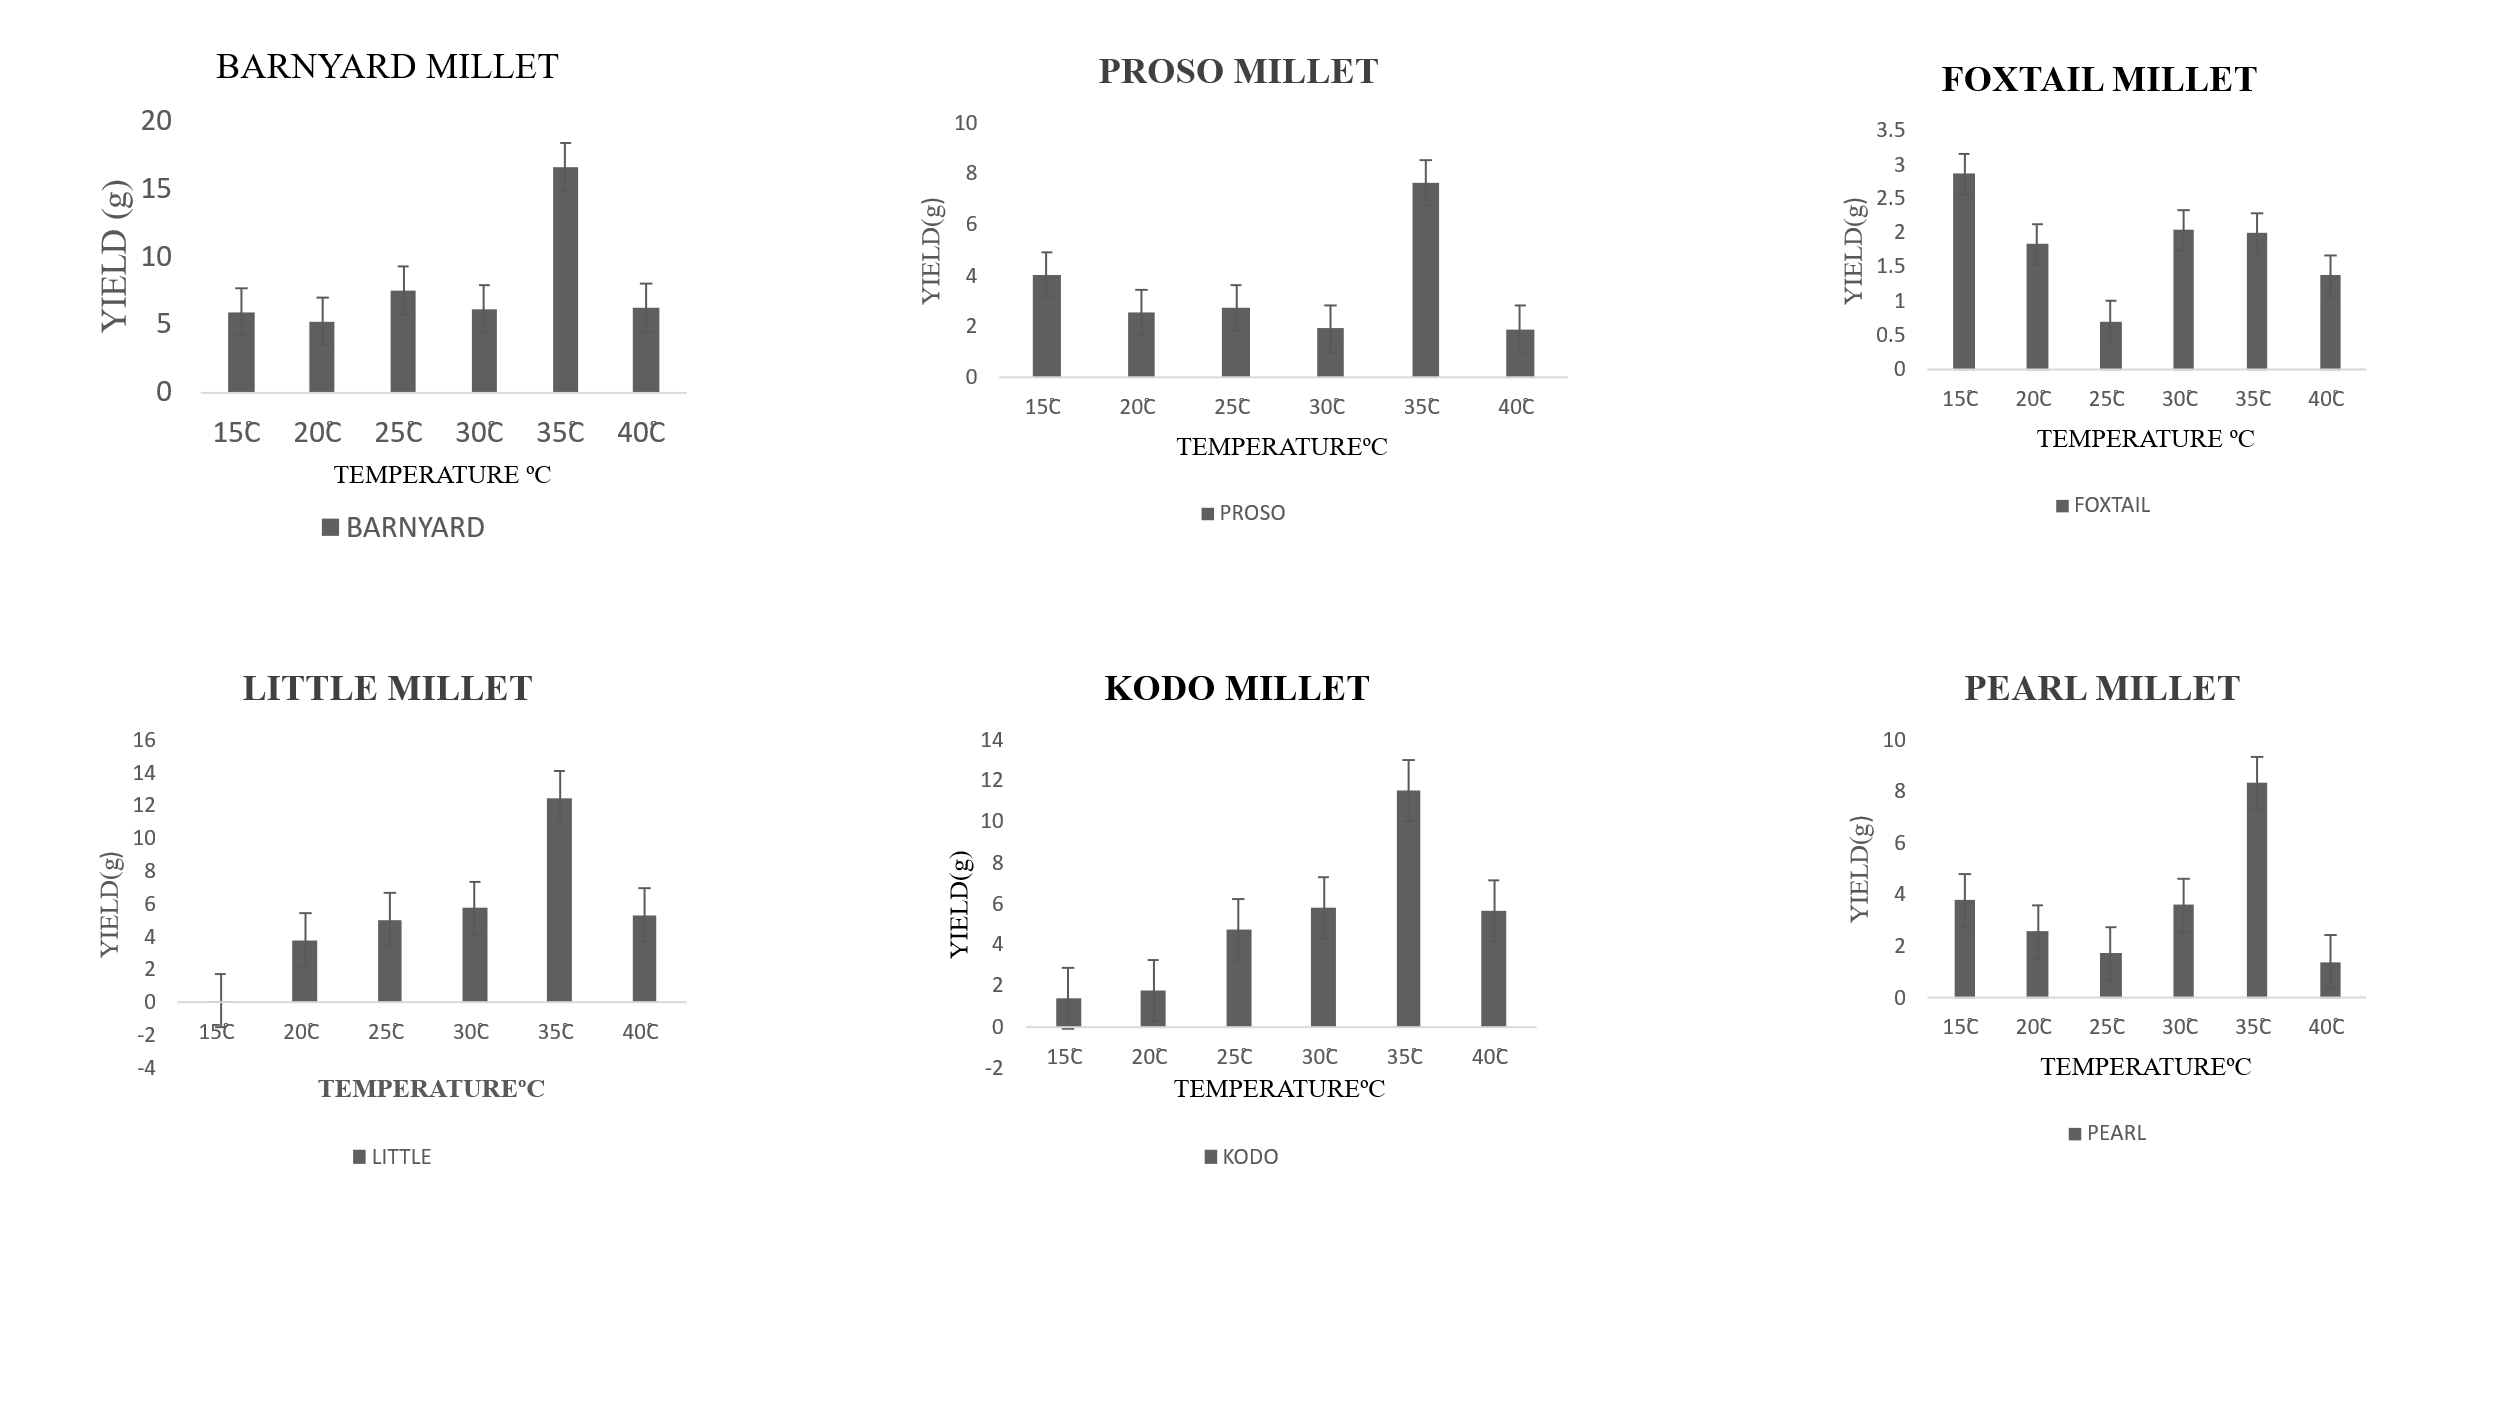 BARNYARD MILLET
20
15
10
5
0
YIELD (g)
15℃ 20℃ 25℃ 30℃ 35℃ 40℃
TEMPERATURE ºC
BARNYARD
PROSO MILLET
10
8
6
4
2
0
YIELD(g)
15℃ 20℃ 25℃ 30℃ 35℃ 40℃
TEMPERATUREºC
PROSO
FOXTAIL MILLET
3.5
3
2.5
2
1.5
1
0.5
0
YIELD(g)
15℃ 20℃ 25℃ 30℃ 35℃ 40℃
TEMPERATURE ºC
FOXTAIL
LITTLE MILLET
16
14
12
10
8
6
4
2
0
-2
-4
YIELD(g)
15℃ 20℃ 25℃ 30℃ 35℃ 40℃
TEMPERATUREºC
LITTLE
KODO MILLET
14
12
10
8
6
4
2
0
-2
YIELD(g)
15℃ 20℃ 25℃ 30℃ 35℃ 40℃
TEMPERATUREºC
KODO
PEARL MILLET
10
8
6
4
2
0
YIELD(g)
15℃ 20℃ 25℃ 30℃ 35℃ 40℃
TEMPERATUREºC
PEARL